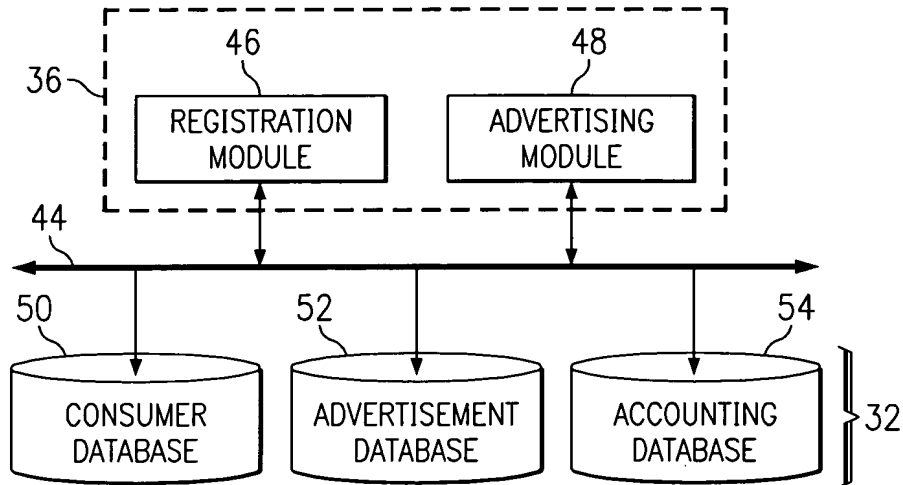 36
46
48
REGISTRATION
MODULE
ADVERTISING
MODULE
44
50
52
54
CONSUMER
DATABASE
ADVERTISEMENT
DATABASE
ACCOUNTING
DATABASE
32